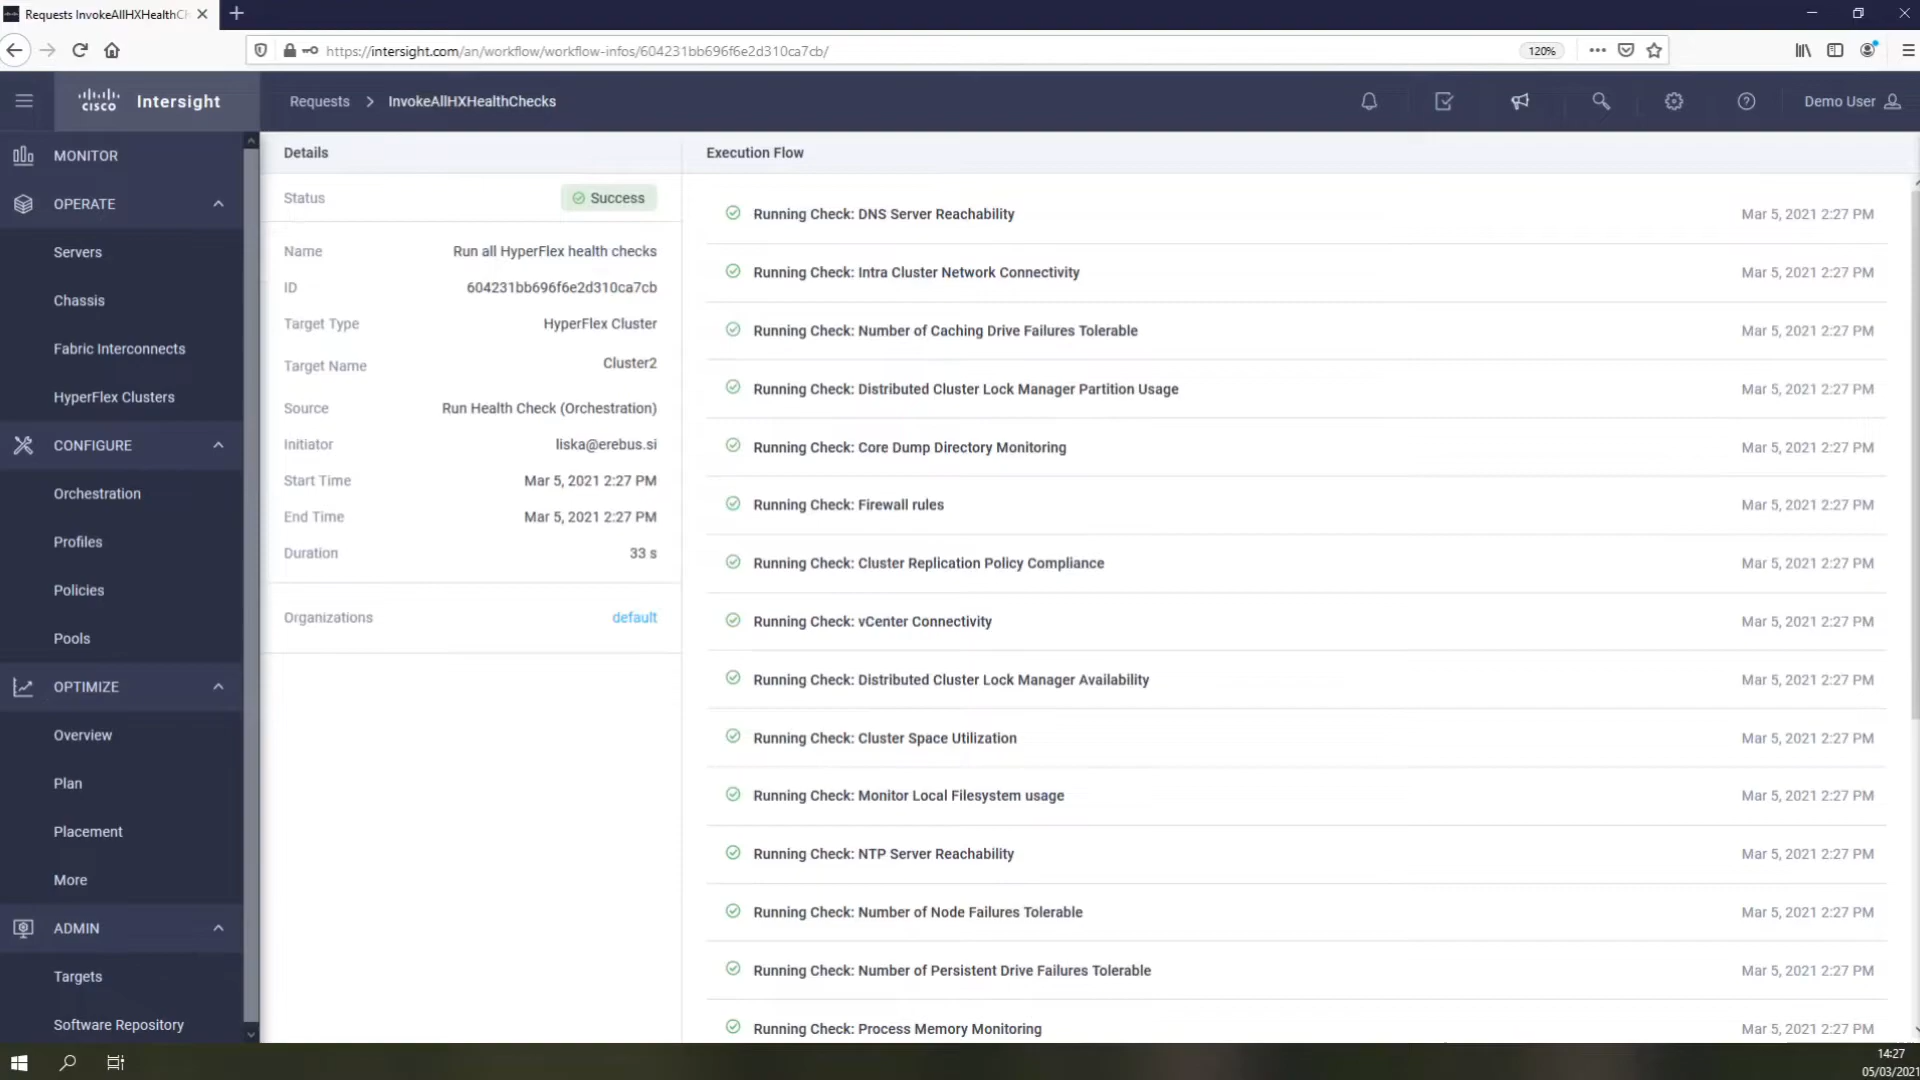 Requests InvokeAllHXHealthCh
https://intersight.com/an/workflow/workflow-infos/604231bb696f6e2d310ca7cb/
120%
CISCO Intersight
Requests > InvokeAllHXHealthChecks
Demo User
MONITOR
OPERATE
Servers
Chassis
Fabric Interconnects
HyperFlex Clusters
CONFIGURE
Orchestration
Profiles
Policies
Pools
OPTIMIZE
Overview
Plan
Placement
More
ADMIN
Targets
Software Repository
Details
Status Success
Name Run all HyperFlex health checks
ID 604231bb696f6e2d310ca7cb
Target Type HyperFlex Cluster
Target Name Cluster2
Source Run Health Check (Orchestration)
Initiator liska@erebus.si
Start Time Mar 5, 2021 2:27 PM
End Time Mar 5, 2021 2:27 PM
Duration 33 s
Organizations default
Execution Flow
Running Check: DNS Server Reachability Mar 5, 2021 2:27 PM
Running Check: Intra Cluster Network Connectivity Mar 5, 2021 2:27 PM
Running Check: Number of Caching Drive Failures Tolerable Mar 5, 2021 2:27 PM
Running Check: Distributed Cluster Lock Manager Partition Usage Mar 5, 2021 2:27 PM
Running Check: Core Dump Directory Monitoring Mar 5, 2021 2:27 PM
Running Check: Firewall rules Mar 5, 2021 2:27 PM
Running Check: Cluster Replication Policy Compliance Mar 5, 2021 2:27 PM
Running Check: vCenter Connectivity Mar 5, 2021 2:27 PM
Running Check: Distributed Cluster Lock Manager Availability Mar 5, 2021 2:27 PM
Running Check: Cluster Space Utilization Mar 5, 2021 2:27 PM
Running Check: Monitor Local Filesystem usage Mar 5, 2021 2:27 PM
Running Check: NTP Server Reachability Mar 5, 2021 2:27 PM
Running Check: Number of Node Failures Tolerable Mar 5, 2021 2:27 PM
Running Check: Number of Persistent Drive Failures Tolerable Mar 5, 2021 2:27 PM
Running Check: Process Memory Monitoring Mar 5, 2021 2:27 PM
14:27
05/03/2021